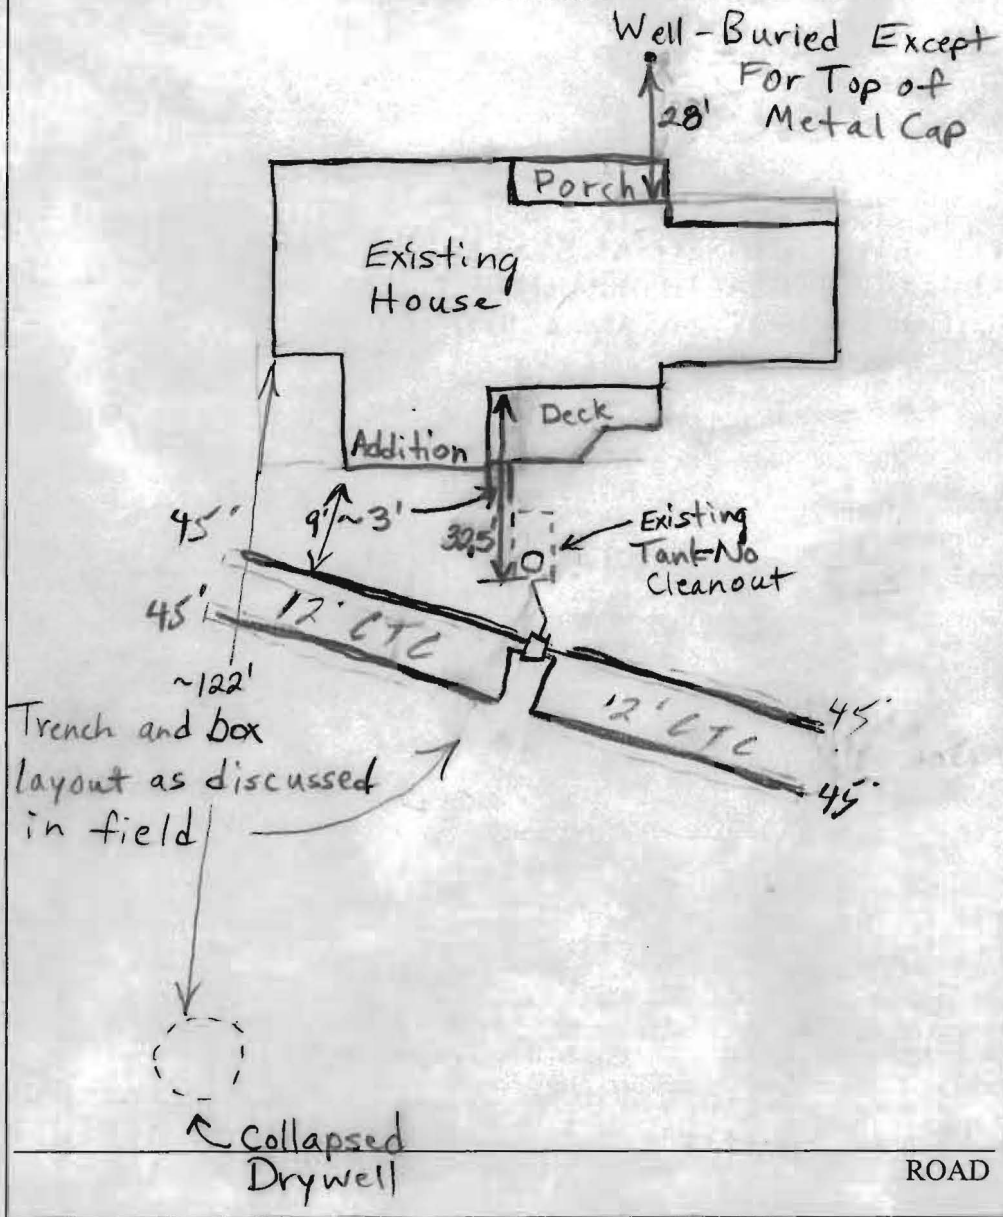 Well-Buried Except
For Top of
Metal Cap
28'
Porch
Existing
House
Deck
Addition
45'
9'
~3'
32.5'
Existing
Tank-No
Cleanout
45'
12' CTC
~122'
Trench and box
layout as discussed
in field
12' CTC
45'
45'
Collapsed
Drywell
ROAD